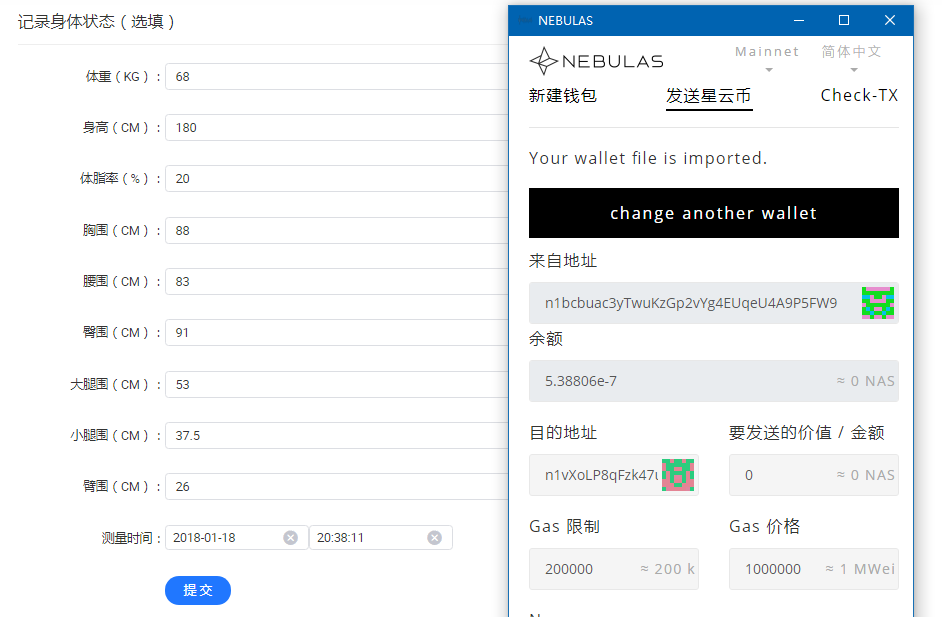 记录身体状态（选填）
体重（KG）：
68
身高（CM）：
180
体脂率（%）：
20
胸围（CM）：
88
腰围（CM）：
83
臀围（CM）：
91
大腿围（CM）：
53
小腿围（CM）：
37.5
臂围（CM）：
26
测量时间：
2018-01-18
20:38:11
提交
NEBULAS
NEBULAS
Mainnet
简体中文
新建钱包
发送星云币
Check-TX
Your wallet file is imported.
change another wallet
来自地址
n1bcbuac3yTwuKzGp2vYg4EUqeU4A9P5FW9
余额
5.38806e-7
≈ 0 NAS
目的地址
要发送的价值 / 金额
n1vXoLP8qFzk47
0
≈ 0 NAS
Gas 限制
Gas 价格
200000
≈ 200 k
1000000
≈ 1 MWei